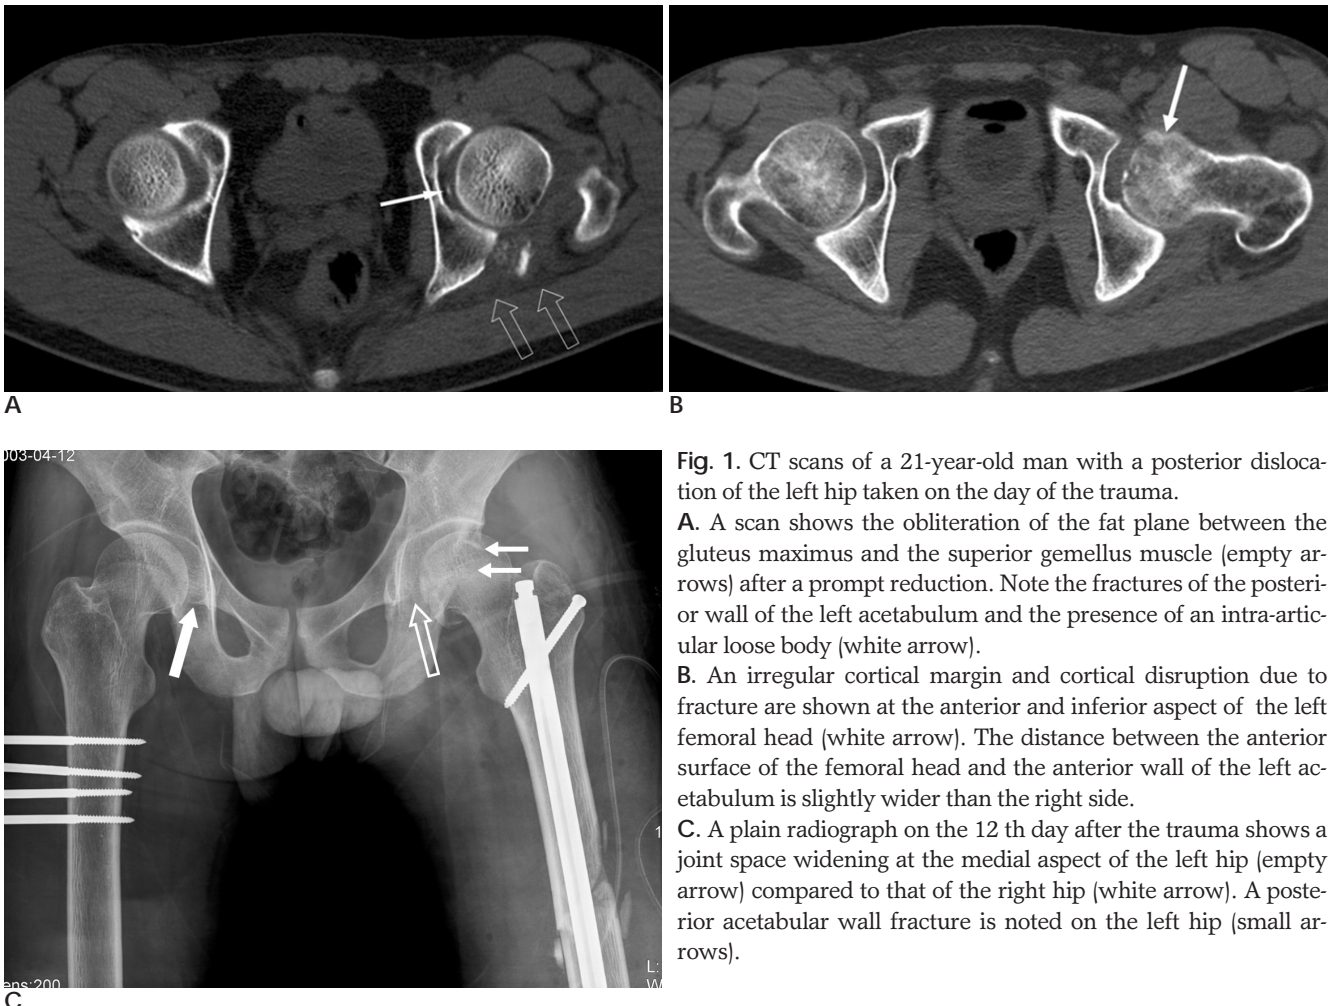 A
B
003-04-12
ens:200
1
L:
W
C
Fig. 1. CT scans of a 21-year-old man with a posterior disloca-
tion of the left hip taken on the day of the trauma.
A. A scan shows the obliteration of the fat plane between the
gluteus maximus and the superior gemellus muscle (empty ar-
rows) after a prompt reduction. Note the fractures of the posteri-
or wall of the left acetabulum and the presence of an intra-artic-
ular loose body (white arrow).
B. An irregular cortical margin and cortical disruption due to
fracture are shown at the anterior and inferior aspect of the left
femoral head (white arrow). The distance between the anterior
surface of the femoral head and the anterior wall of the left ac-
etabulum is slightly wider than the right side.
C. A plain radiograph on the 12 th day after the trauma shows a
joint space widening at the medial aspect of the left hip (empty
arrow) compared to that of the right hip (white arrow). A poste-
rior acetabular wall fracture is noted on the left hip (small ar-
rows).